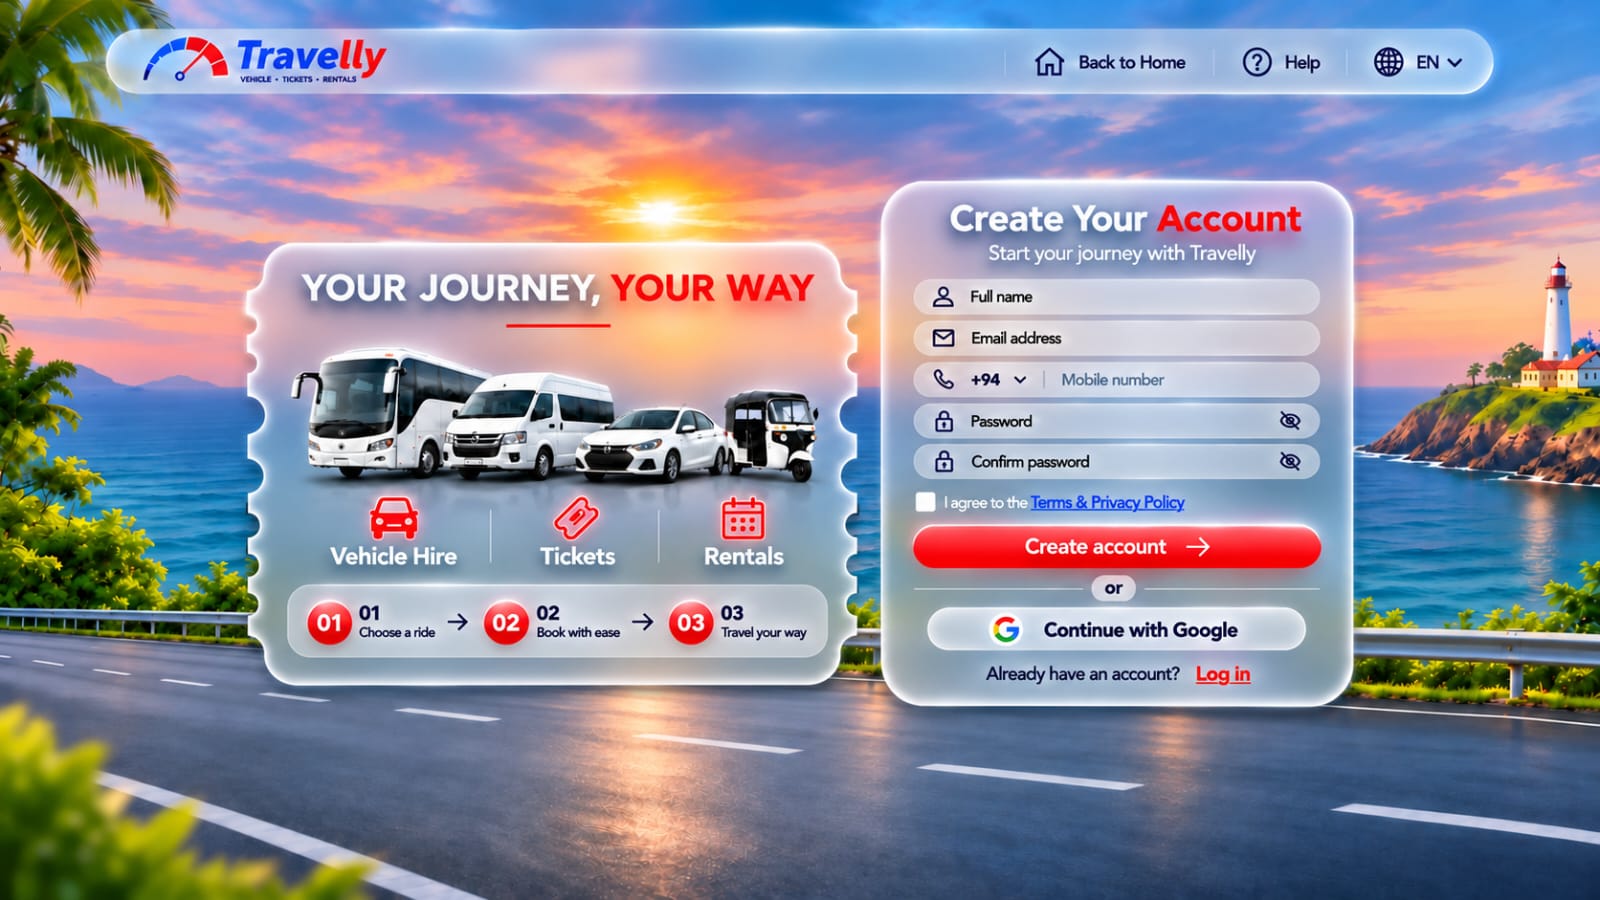 Travelly
VEHICLE • TICKETS • RENTALS
Back to Home
Help
EN
YOUR JOURNEY, YOUR WAY
Vehicle Hire
Tickets
Rentals
01
01
Choose a ride
02
02
Book with ease
03
03
Travel your way
Create Your Account
Start your journey with Travelly
Full name
Email address
+94
Mobile number
Password
Confirm password
I agree to the Terms & Privacy Policy
Create account
or
Continue with Google
Already have an account? Log in